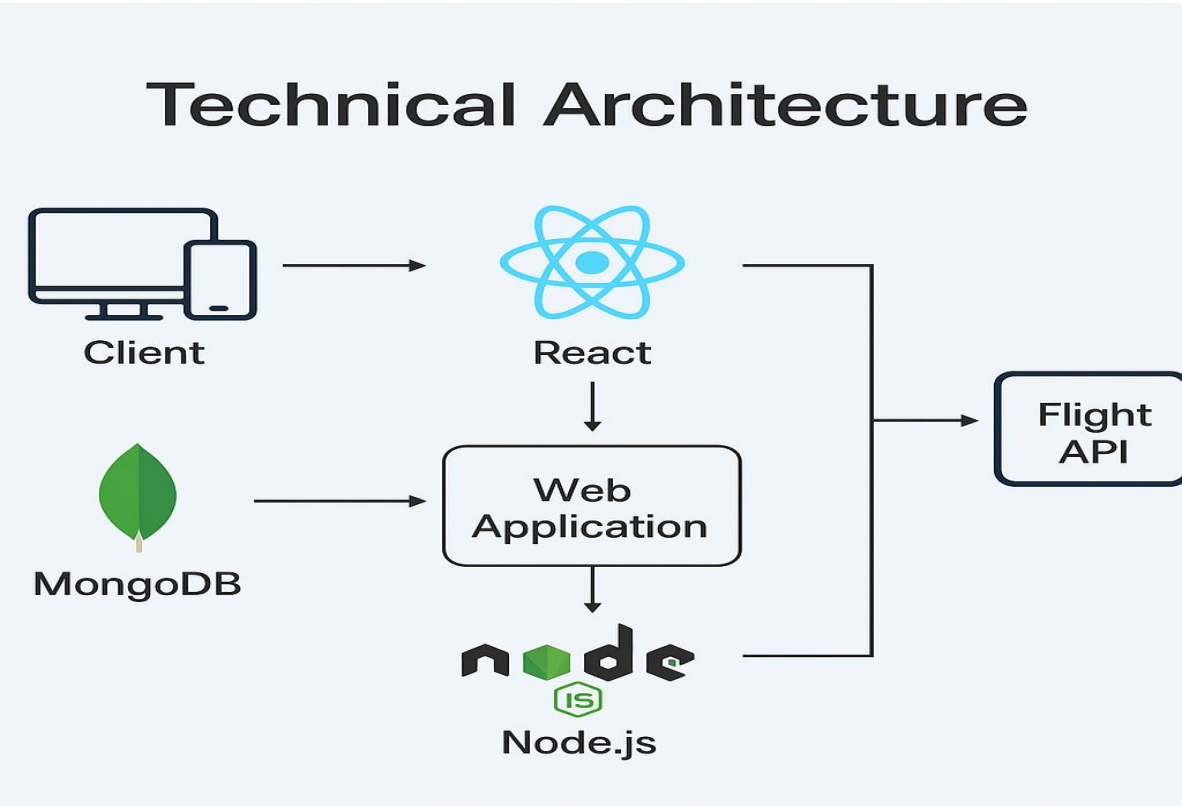 Technical Architecture
Client
React
Flight
API
Web
Application
MongoDB
node
JS
Node.js